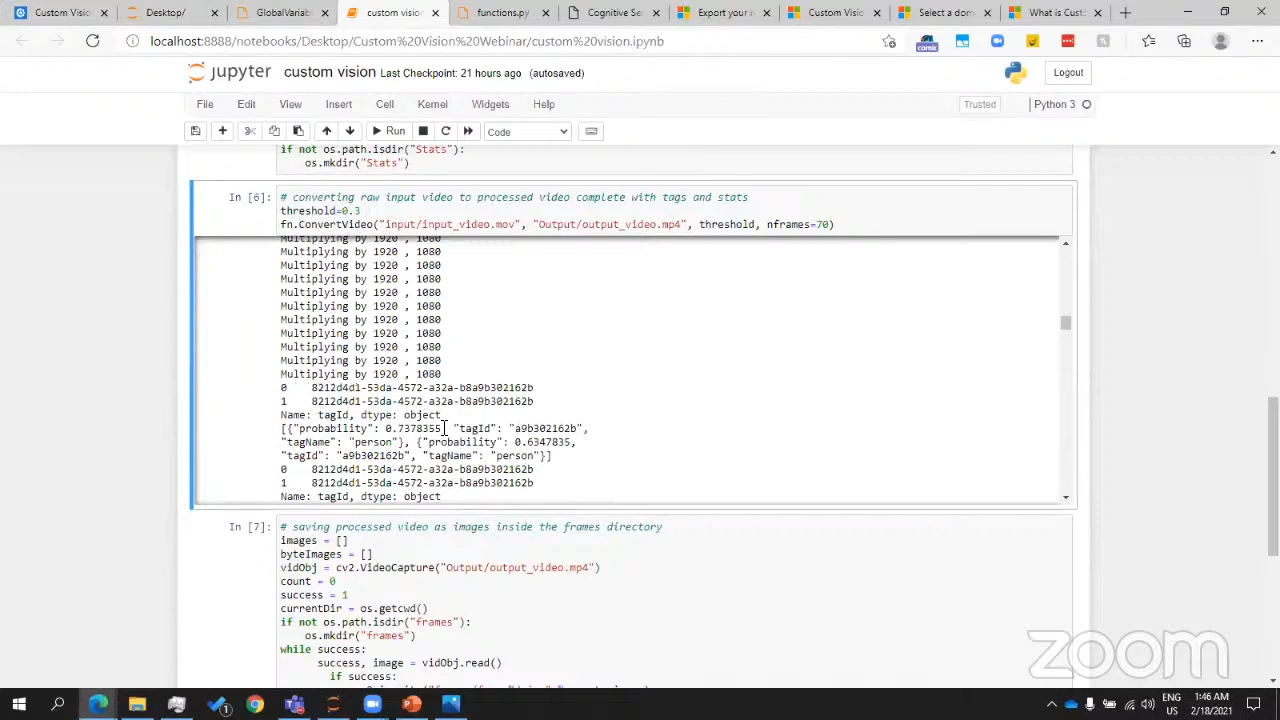 Custom Visi
Desktop/
GlobalVariab
custom vision
functions.py
Cognitive Se
Export your
Custom Visi
Select a dom
What is Cust
localhost:8888/notebooks/Desktop/Custom%20Vision%20Webinar/custom%20vision.ipynb
jupyter custom vision Last Checkpoint: 21 hours ago (autosaved)
Logout
File Edit View Insert Cell Kernel Widgets Help
Trusted
Python 3
Run
Code
if not os.path.isdir("Stats"):
os.mkdir("Stats")
In [6]:
# converting raw input video to processed video complete with tags and stats
threshold=0.3
fn.ConvertVideo("input/input_video.mov", "Output/output_video.mp4", threshold, nframes=70)
Multiplying by 1920 , 1080
Multiplying by 1920 , 1080
Multiplying by 1920 , 1080
Multiplying by 1920 , 1080
Multiplying by 1920 , 1080
Multiplying by 1920 , 1080
Multiplying by 1920 , 1080
Multiplying by 1920 , 1080
Multiplying by 1920 , 1080
Multiplying by 1920 , 1080
Multiplying by 1920 , 1080
0 8212d4d1-53da-4572-a32a-b8a9b302162b
1 8212d4d1-53da-4572-a32a-b8a9b302162b
Name: tagId, dtype: object
[{"probability": 0.7378355, "tagId": "a9b302162b",
"tagName": "person"}, {"probability": 0.6347835,
"tagId": "a9b302162b", "tagName": "person"}]
0 8212d4d1-53da-4572-a32a-b8a9b302162b
1 8212d4d1-53da-4572-a32a-b8a9b302162b
Name: tagId, dtype: object
In [7]:
# saving processed video as images inside the frames directory
images = []
byteImages = []
vidObj = cv2.VideoCapture("Output/output_video.mp4")
count = 0
success = 1
currentDir = os.getcwd()
if not os.path.isdir("frames"):
os.mkdir("frames")
while success:
success, image = vidObj.read()
if success:
zoom
ENG
US
1:46 AM
2/18/2021